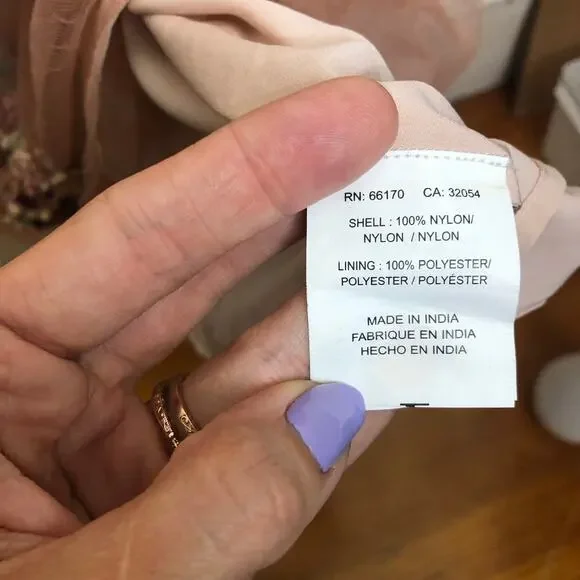 RN: 66170 CA: 32054
SHELL : 100% NYLON/
NYLON / NYLON
LINING : 100% POLYESTER/
POLYESTER / POLYÉSTER
MADE IN INDIA
FABRIQUE EN INDIA
HECHO EN INDIA